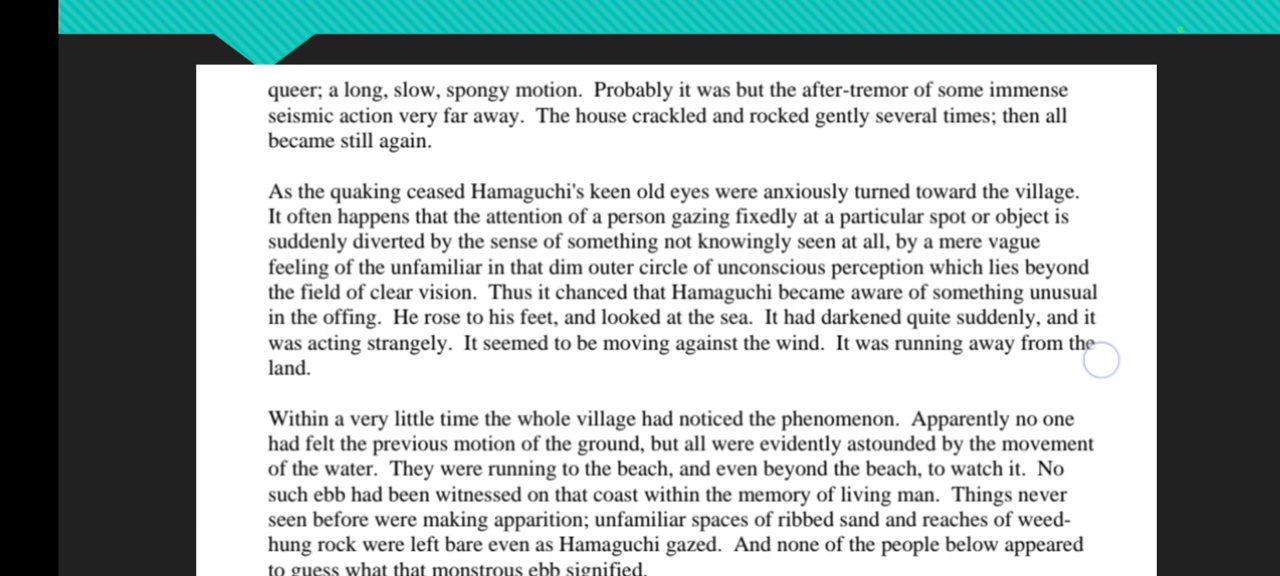 queer; a long, slow, spongy motion.  Probably it was but the after-tremor of some immense
seismic action very far away.  The house crackled and rocked gently several times; then all
became still again.
As the quaking ceased Hamaguchi's keen old eyes were anxiously turned toward the village.
It often happens that the attention of a person gazing fixedly at a particular spot or object is
suddenly diverted by the sense of something not knowingly seen at all, by a mere vague
feeling of the unfamiliar in that dim outer circle of unconscious perception which lies beyond
the field of clear vision.  Thus it chanced that Hamaguchi became aware of something unusual
in the offing.  He rose to his feet, and looked at the sea.  It had darkened quite suddenly, and it
was acting strangely.  It seemed to be moving against the wind.  It was running away from the
land.
Within a very little time the whole village had noticed the phenomenon.  Apparently no one
had felt the previous motion of the ground, but all were evidently astounded by the movement
of the water.  They were running to the beach, and even beyond the beach, to watch it.  No
such ebb had been witnessed on that coast within the memory of living man.  Things never
seen before were making apparition; unfamiliar spaces of ribbed sand and reaches of weed-
hung rock were left bare even as Hamaguchi gazed.  And none of the people below appeared
to guess what that monstrous ebb signified.